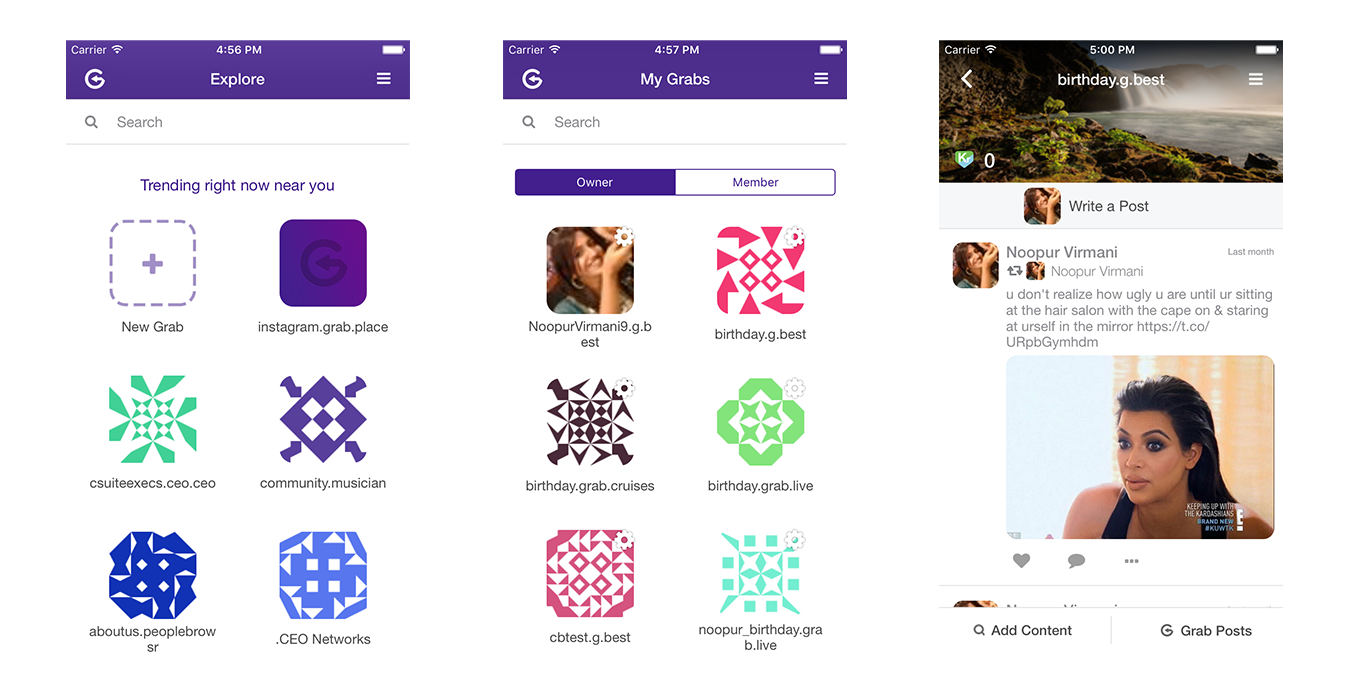 Carrier
4:56 PM
Explore
Search
Trending right now near you
New Grab
instagram.grab.place
csuiteexecs.ceo.ceo
community.musician
aboutus.peoplebrow
sr
.CEO Networks
Carrier
4:57 PM
My Grabs
Search
Owner
Member
NoopurVirmani9.g.b
est
birthday.g.best
birthday.grab.cruises
birthday.grab.live
cbtest.g.best
noopur_birthday.gra
b.live
Carrier
5:00 PM
birthday.g.best
Kr
0
Write a Post
Noopur Virmani
Last month
Noopur Virmani
u don't realize how ugly u are until ur sitting
at the hair salon with the cape on & staring
at urself in the mirror https://t.co/
URpbGymhdm
KEEPING UP WITH
THE KARDASHIANS
BRAND NEW
#KUWTK
E
Add Content
Grab Posts